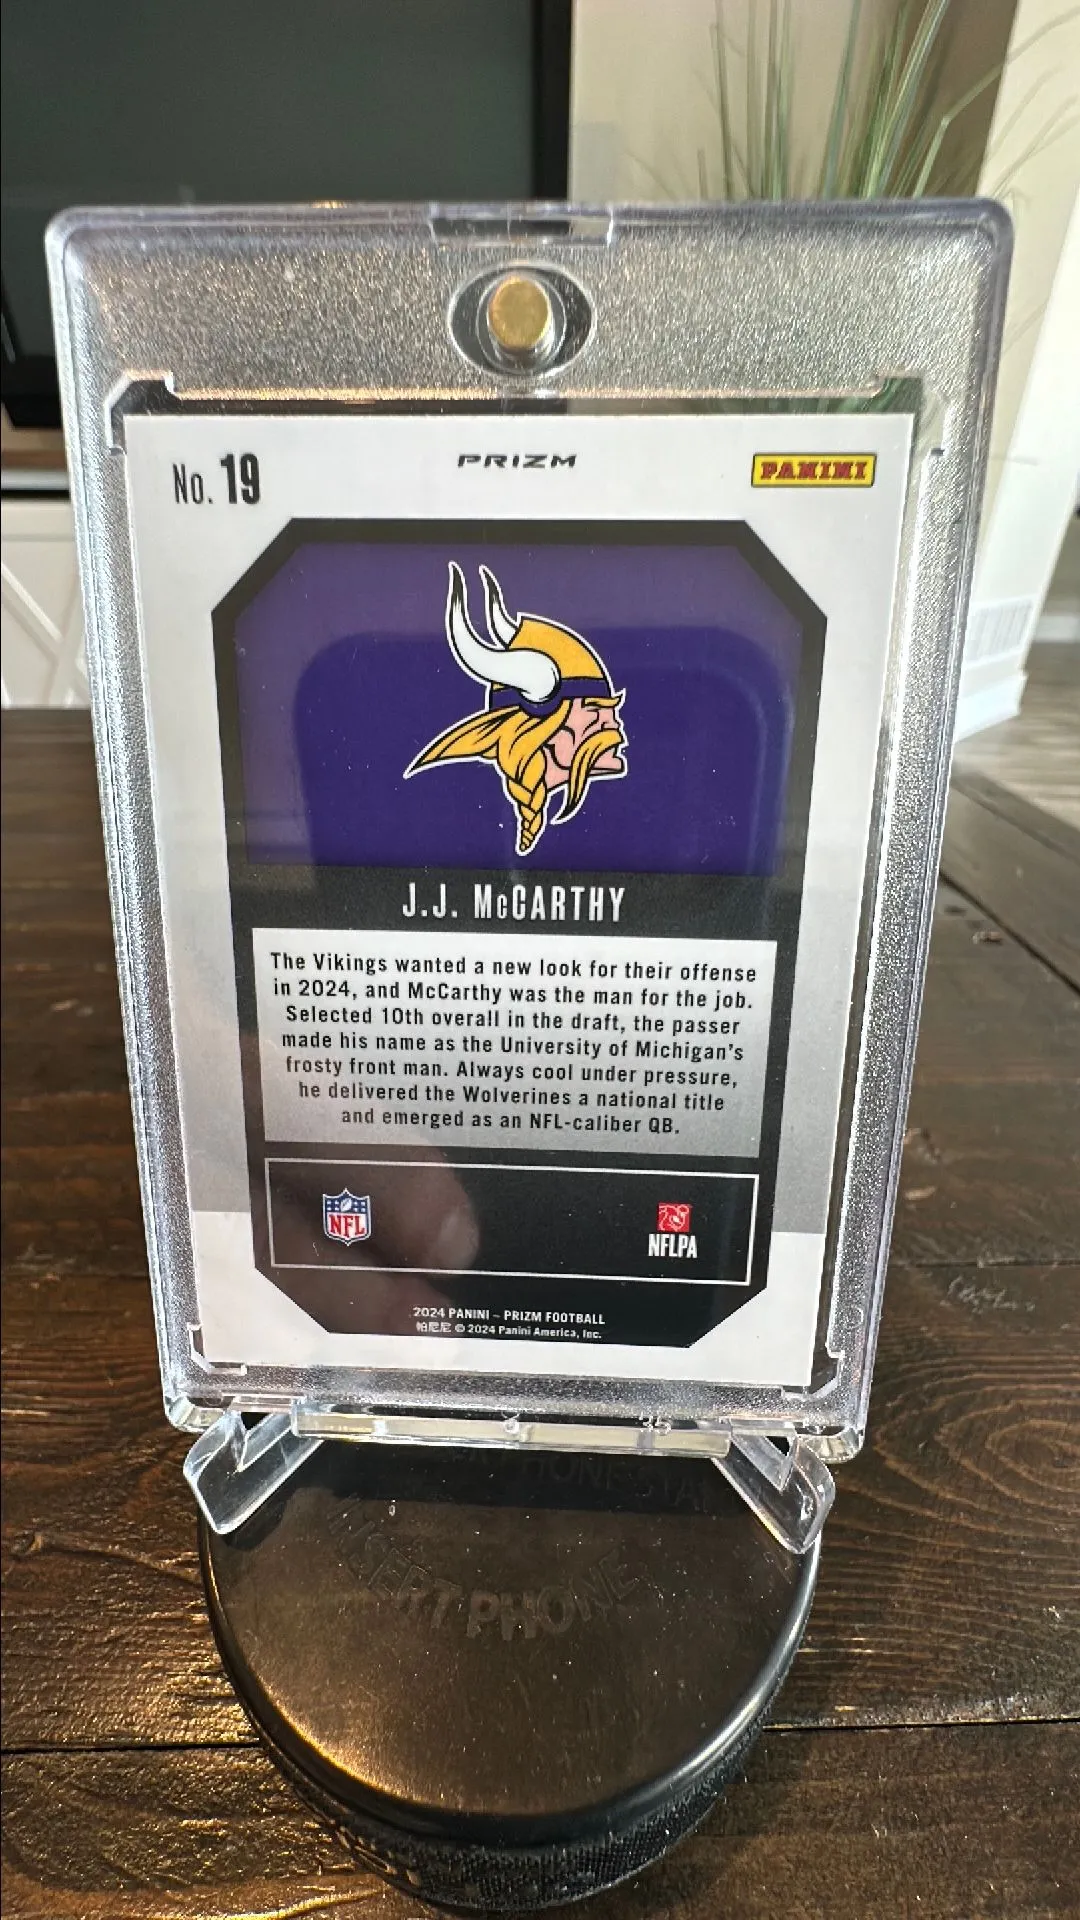 No. 19
PRIZM
PANINI
J.J. McCARTHY
The Vikings wanted a new look for their offense
in 2024, and McCarthy was the man for the job.
Selected 10th overall in the draft, the passer
made his name as the University of Michigan's
frosty front man. Always cool under pressure,
he delivered the Wolverines a national title
and emerged as an NFL-caliber QB.
NFL
NFLPA
2024 PANINI – PRIZM FOOTBALL
帕尼尼 © 2024 Panini America, Inc.
35
INSERT PHONE